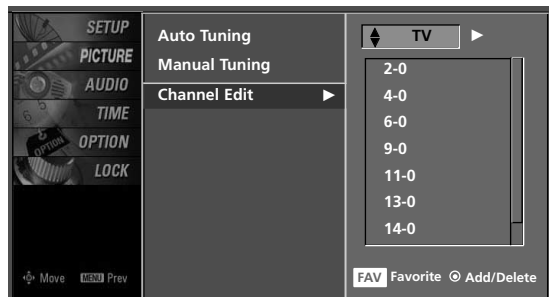 SETUP
PICTURE
AUDIO
TIME
OPTION
OPTION
LOCK
Move MENU Prev
Auto Tuning
Manual Tuning
Channel Edit
TV
2-0
4-0
6-0
9-0
11-0
13-0
14-0
FAV Favorite Add/Delete